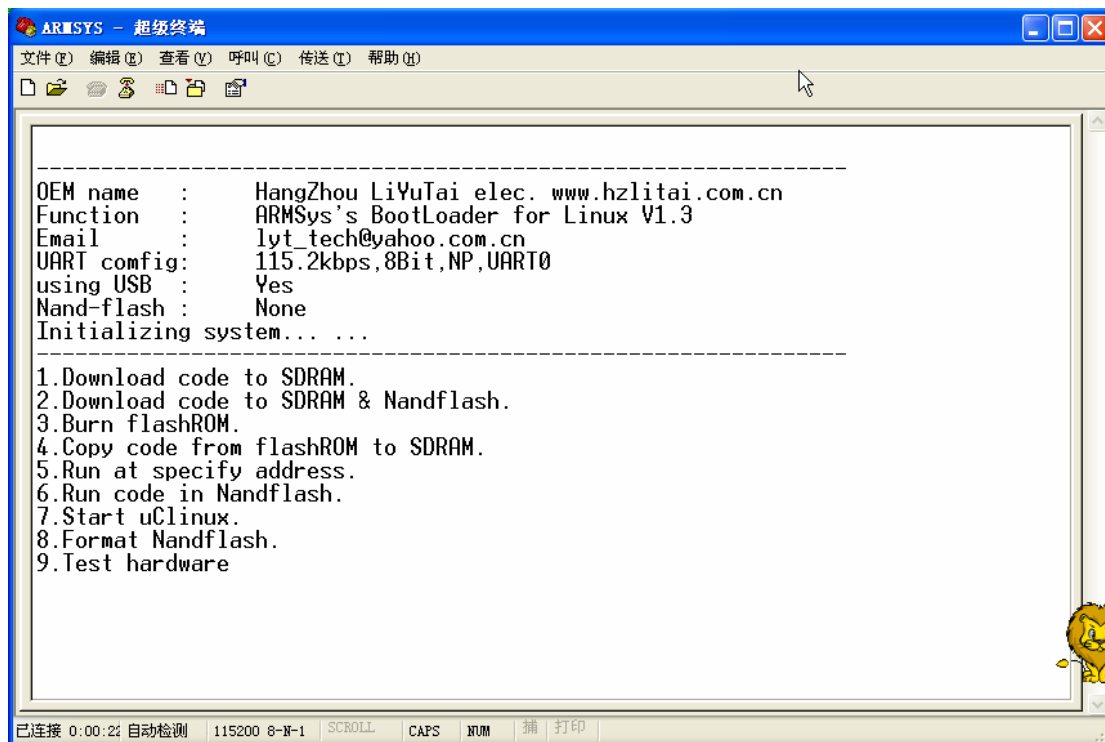 ARMSYS - 超级终端
文件(F) 编辑(E) 查看(V) 呼叫(C) 传送(T) 帮助(H)
OEM name : HangZhou LiYuTai elec. www.hzlitai.com.cn
Function : ARMSys's BootLoader for Linux V1.3
Email : lyt_tech@yahoo.com.cn
UART comfig: 115.2kbps,8Bit,NP,UART0
using USB : Yes
Nand-flash : None
Initializing system... ...
1.Download code to SDRAM.
2.Download code to SDRAM & Nandflash.
3.Burn flashROM.
4.Copy code from flashROM to SDRAM.
5.Run at specify address.
6.Run code in Nandflash.
7.Start uClinux.
8.Format Nandflash.
9.Test hardware
已连接 0:00:22 自动检测 115200 8-N-1 SCROLL CAPS NUM 捕 打印